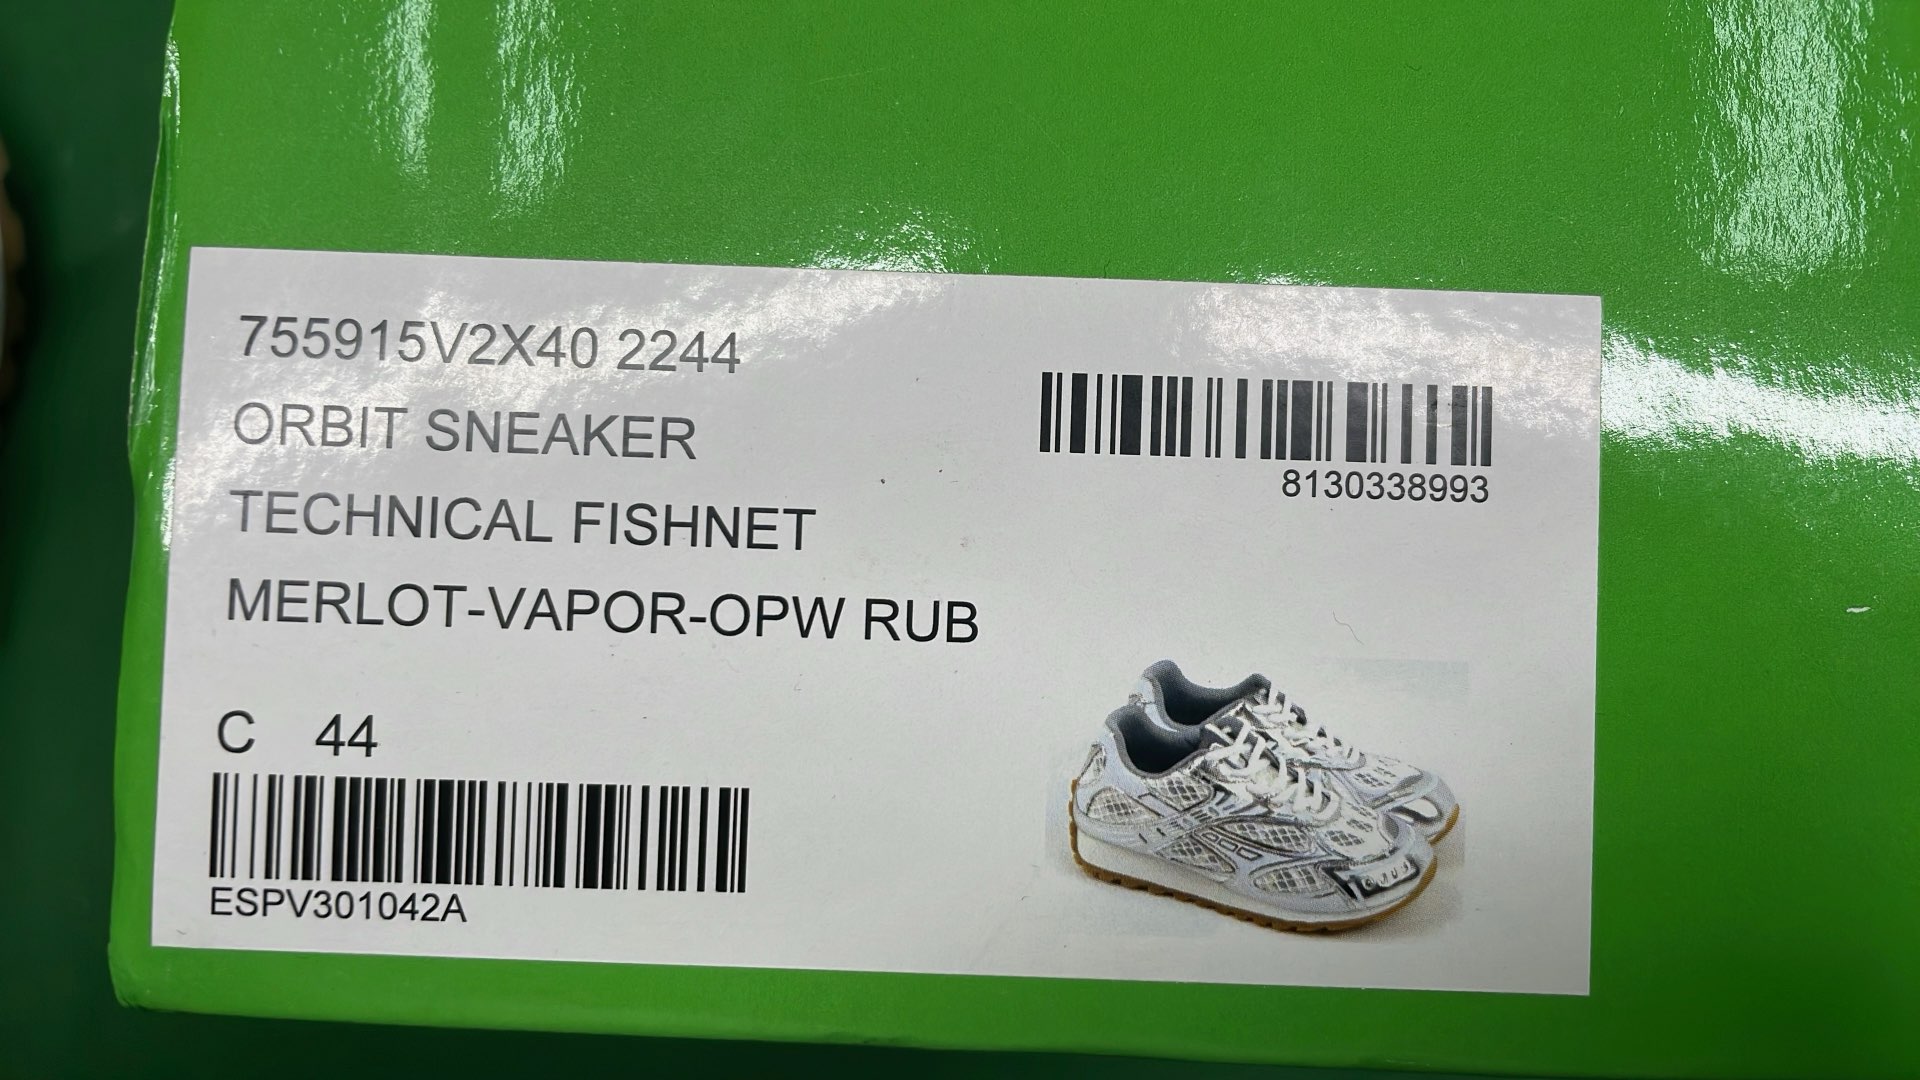 755915V2X40 2244
ORBIT SNEAKER
TECHNICAL FISHNET
MERLOT-VAPOR-OPW RUB
8130338993
C 44
ESPV301042A